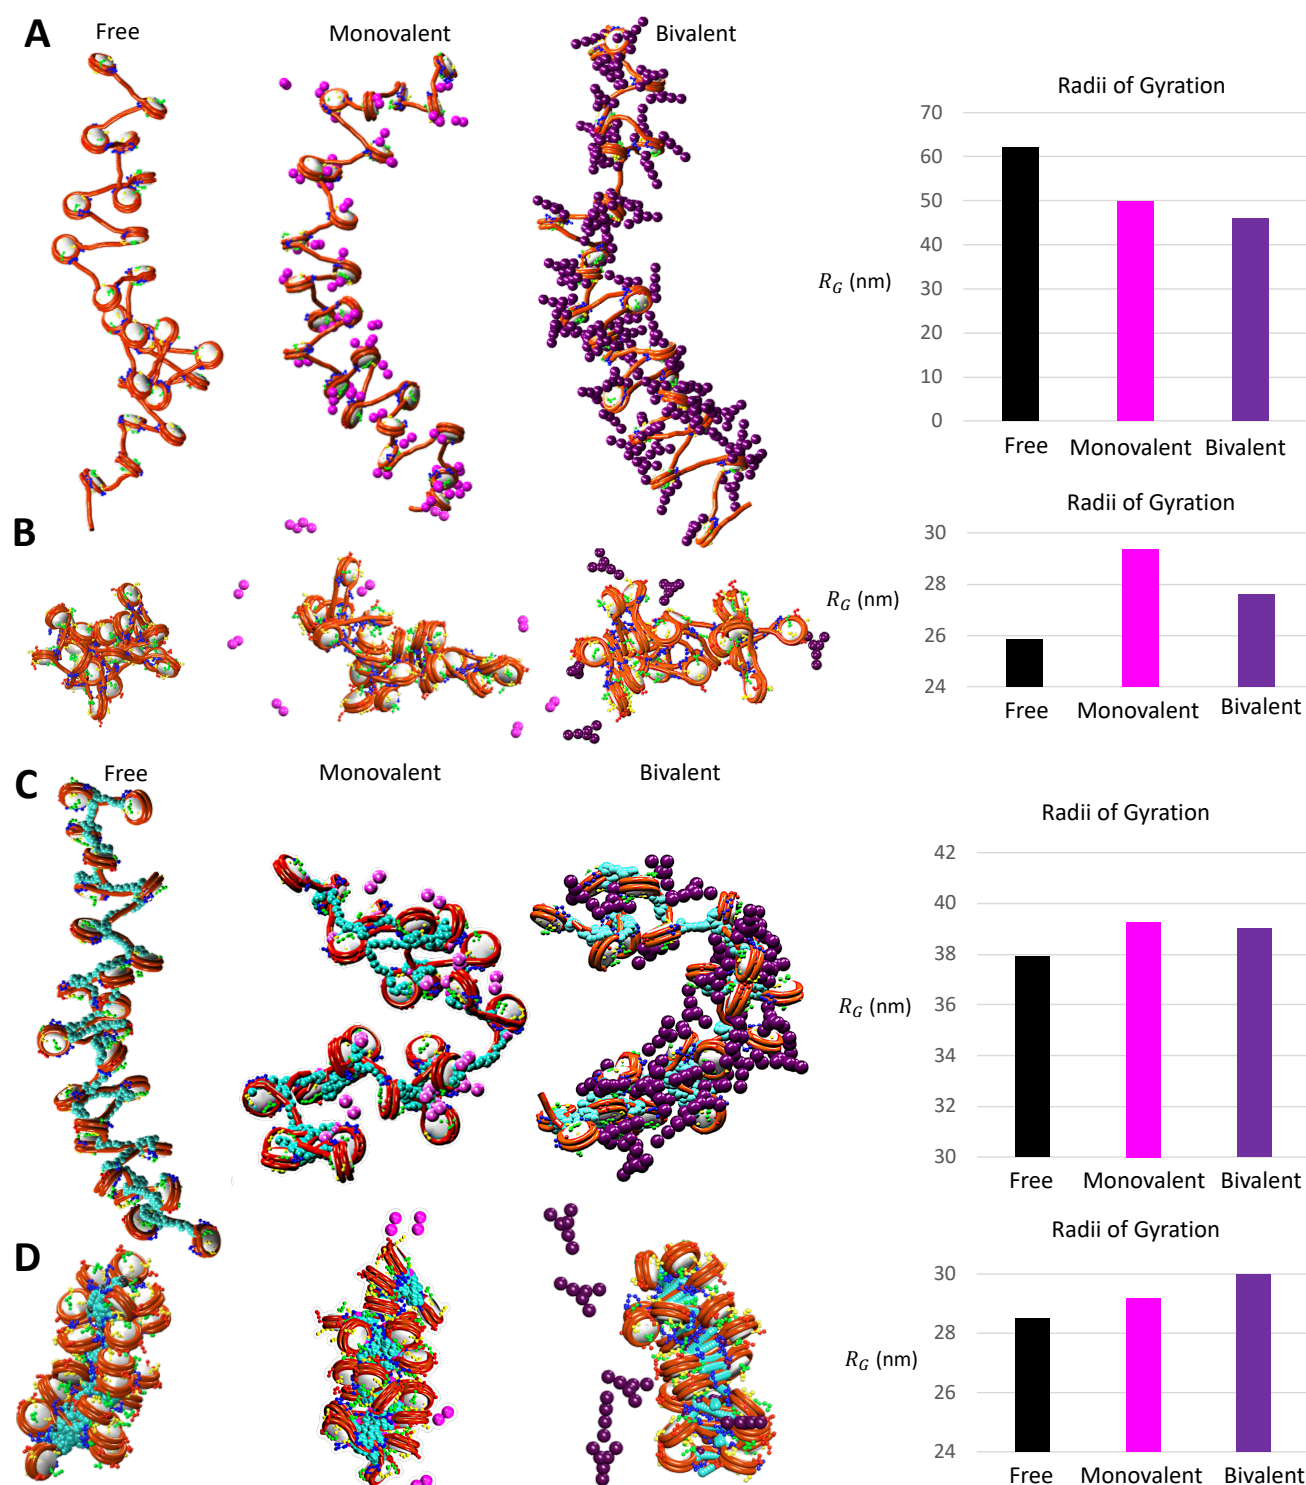 A
Free
Monovalent
Bivalent
Radii of Gyration
70
60
50
40
30
20
10
0
R_G (nm)
Free
Monovalent
Bivalent
B
Radii of Gyration
30
28
26
24
R_G (nm)
Free
Monovalent
Bivalent
C
Free
Monovalent
Bivalent
Radii of Gyration
42
40
38
36
34
32
30
R_G (nm)
Free
Monovalent
Bivalent
D
Radii of Gyration
30
28
26
24
R_G (nm)
Free
Monovalent
Bivalent